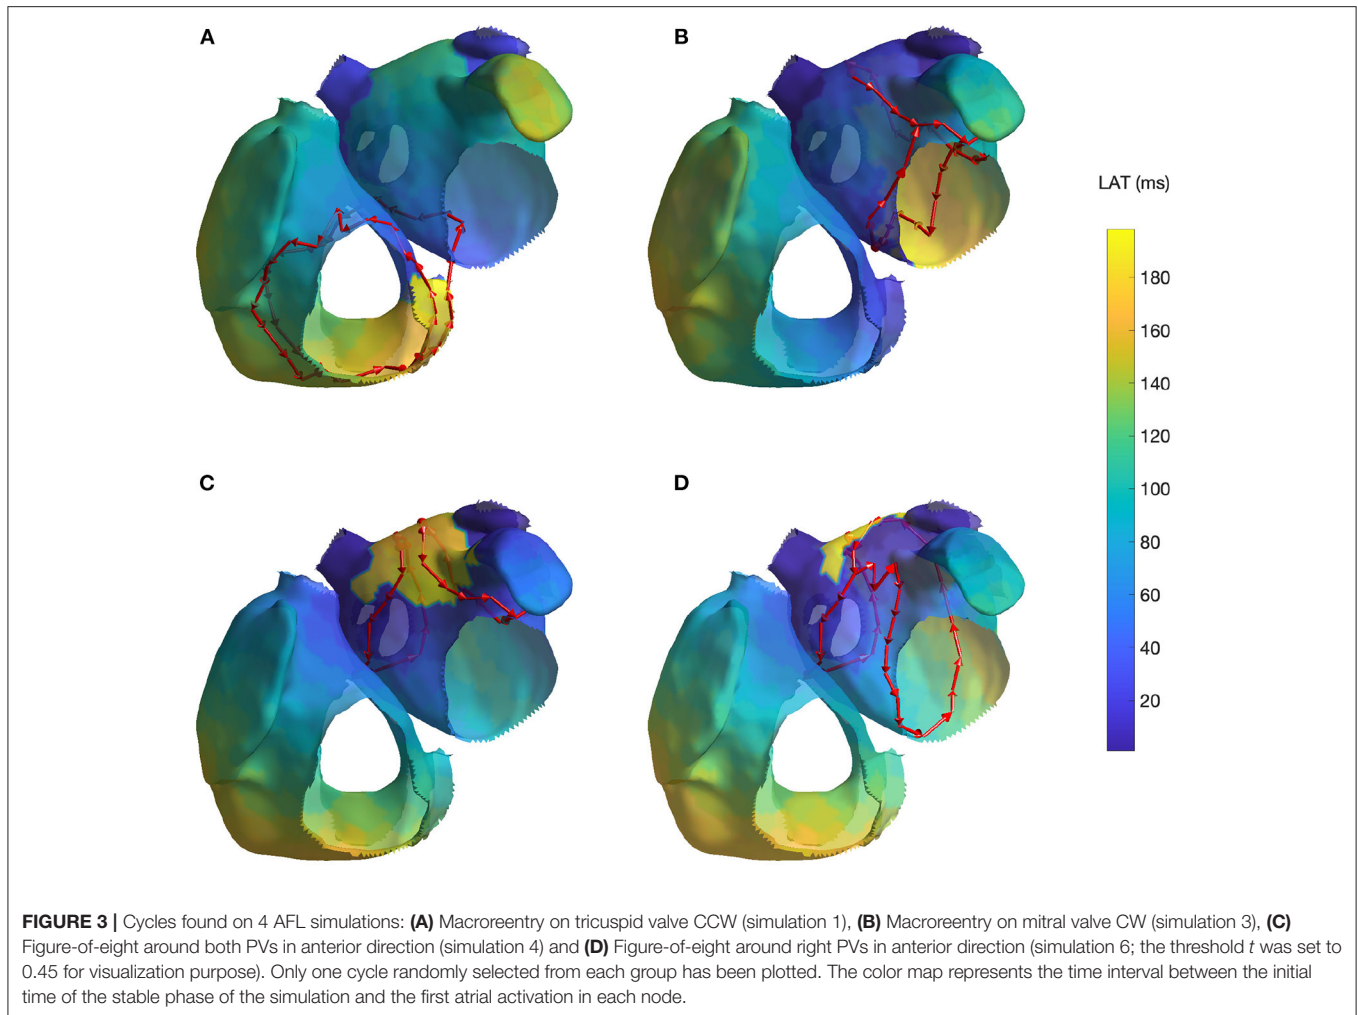 A
B
LAT (ms)
180
160
140
120
100
80
60
40
20
C
D
FIGURE 3 | Cycles found on 4 AFL simulations: (A) Macroreentry on tricuspid valve CCW (simulation 1), (B) Macroreentry on mitral valve CW (simulation 3), (C)
Figure-of-eight around both PVs in anterior direction (simulation 4) and (D) Figure-of-eight around right PVs in anterior direction (simulation 6; the threshold t was set to
0.45 for visualization purpose). Only one cycle randomly selected from each group has been plotted. The color map represents the time interval between the initial
time of the stable phase of the simulation and the first atrial activation in each node.